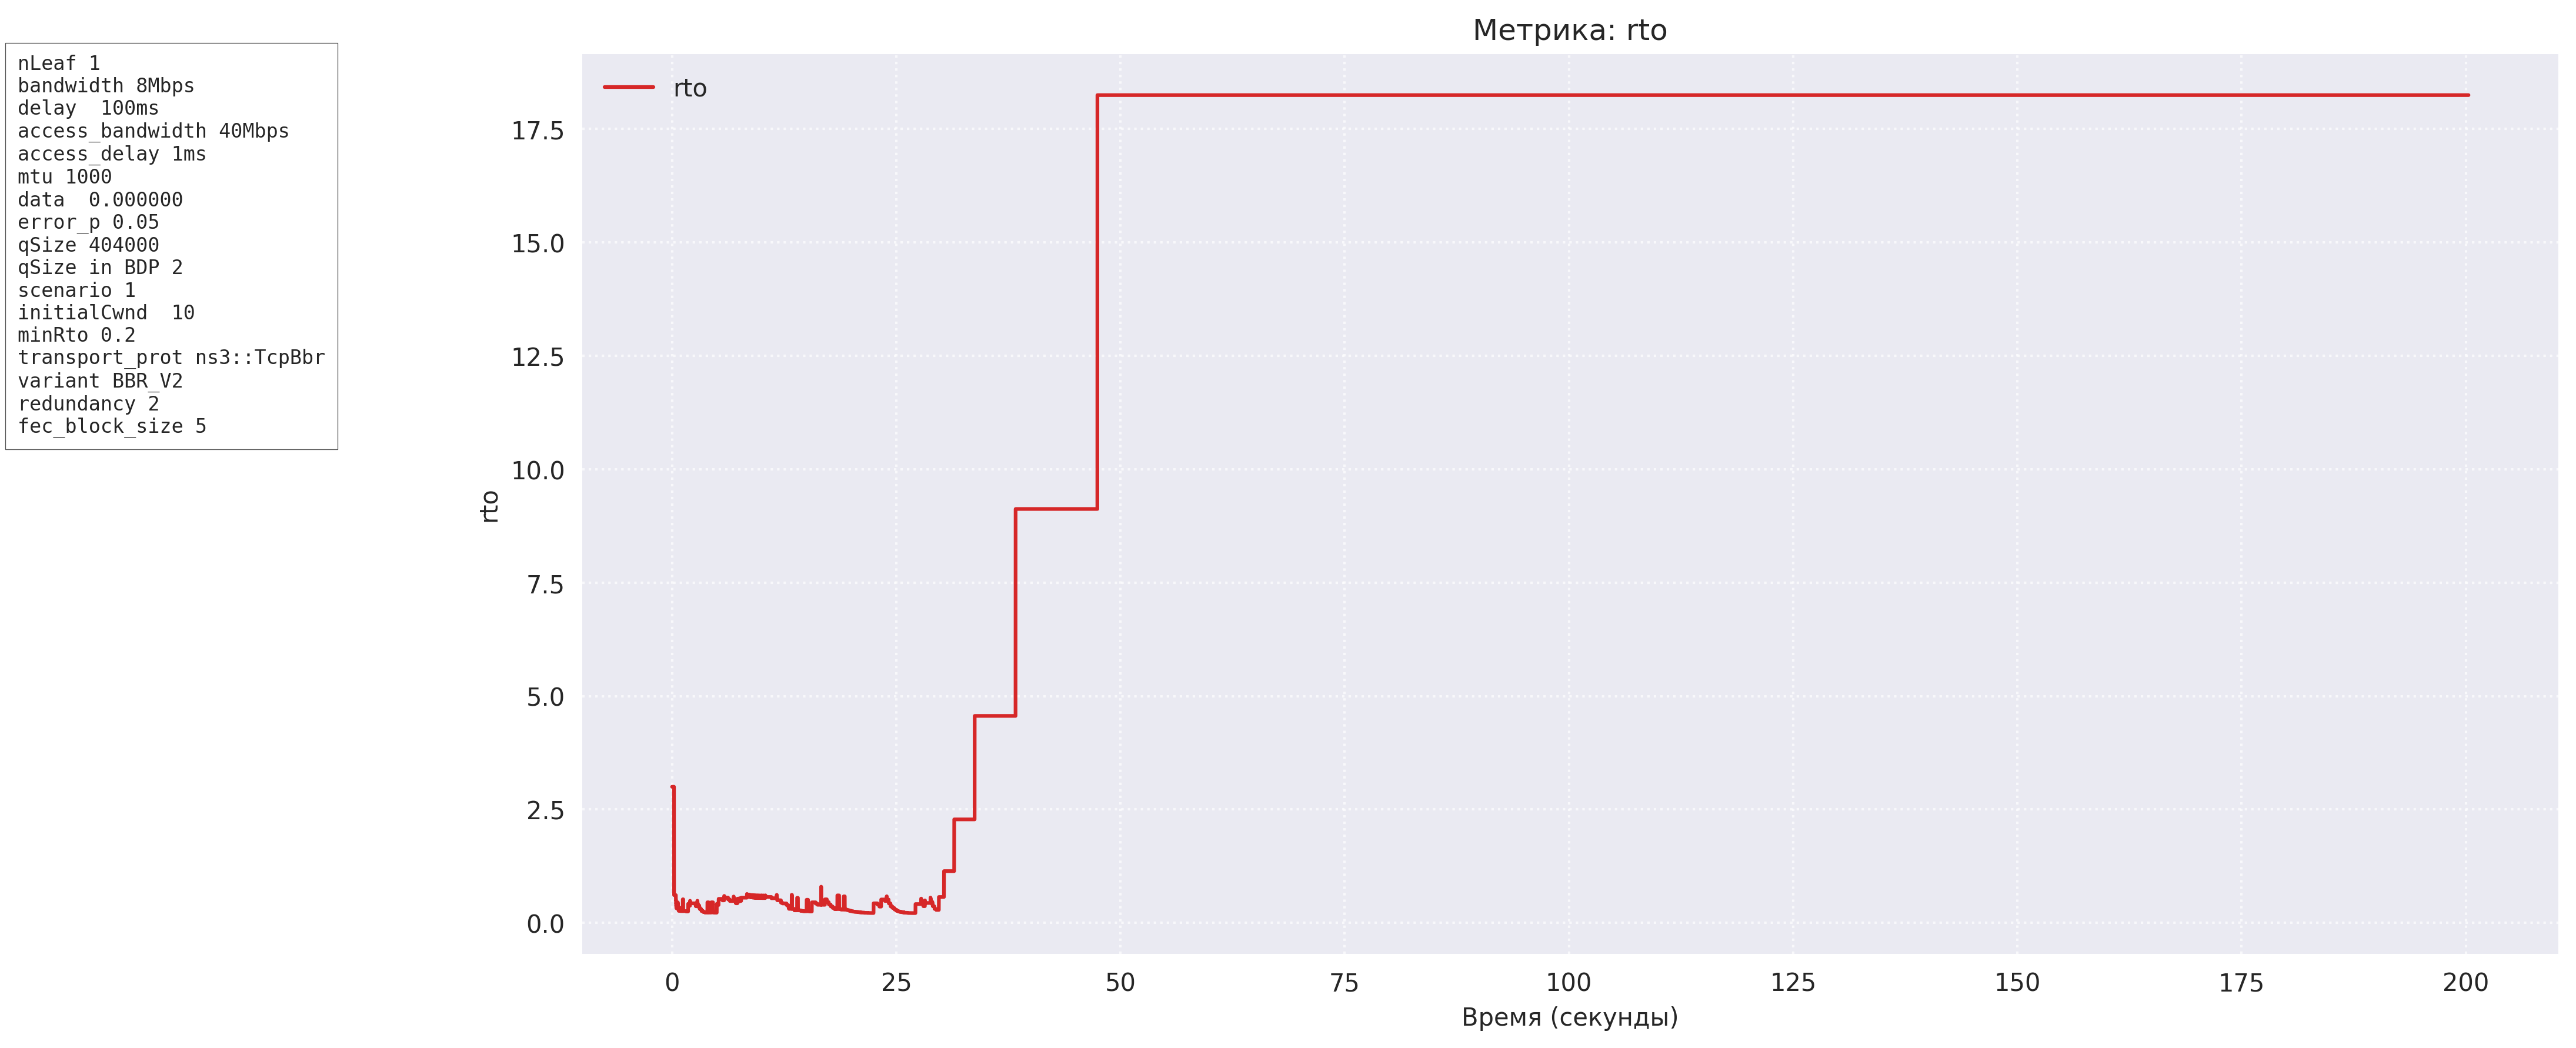 Метрика: rto
nLeaf 1
bandwidth 8Mbps
delay  100ms
access_bandwidth 40Mbps
access_delay 1ms
mtu 1000
data  0.000000
error_p 0.05
qSize 404000
qSize in BDP 2
scenario 1
initialCwnd  10
minRto 0.2
transport_prot ns3::TcpBbr
variant BBR_V2
redundancy 2
fec_block_size 5
rto
17.5
15.0
12.5
10.0
7.5
5.0
2.5
0.0
rto
0 25 50 75 100 125 150 175 200
Время (секунды)